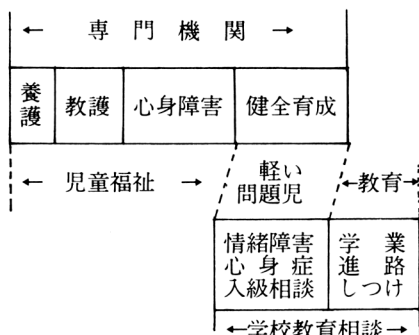 ← 専門機関 →
養護 教護 心身障害 健全育成
← 児童福祉 → 軽い問題児 ←教育→
情緒障害 学業
心身症 進路
入級相談 しつけ
←学校教育相談→